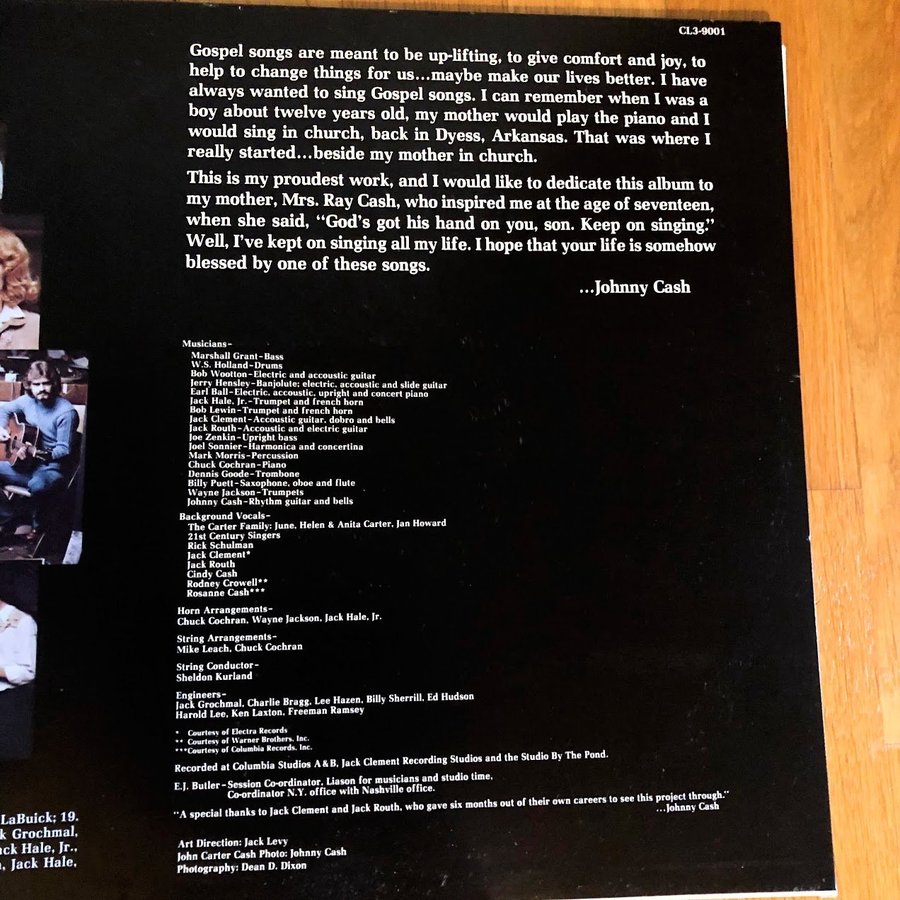 CL3-9001
Gospel songs are meant to be up-lifting, to give comfort and joy, to
help to change things for us...maybe make our lives better. I have
always wanted to sing Gospel songs. I can remember when I was a
boy about twelve years old, my mother would play the piano and I
would sing in church, back in Dyess, Arkansas. That was where I
really started...beside my mother in church.
This is my proudest work, and I would like to dedicate this album to
my mother, Mrs. Ray Cash, who inspired me at the age of seventeen,
when she said, "God's got his hand on you, son. Keep on singing."
Well, I've kept on singing all my life. I hope that your life is somehow
blessed by one of these songs.
...Johnny Cash
Musicians-
Marshall Grant-Bass
W.S. Holland-Drums
Bob Wootton-Electric and accoustic guitar
Jerry Hensley-Banjolute; electric, accoustic and slide guitar
Earl Ball-Electric, accoustic, upright and concert piano
Jack Hale, Jr.-Trumpet and french horn
Bob Lewin-Trumpet and french horn
Jack Clement-Accoustic guitar, dobro and bells
Jack Routh-Accoustic and electric guitar
Joe Zenkin-Upright bass
Joel Sonnier-Harmonica and concertina
Mark Morris-Percussion
Chuck Cochran-Piano
Dennis Goode-Trombone
Billy Puett-Saxophone, oboe and flute
Wayne Jackson-Trumpets
Johnny Cash-Rhythm guitar and bells
Background Vocals-
The Carter Family: June, Helen & Anita Carter, Jan Howard
21st Century Singers
Rick Schulman
Jack Clement*
Jack Routh
Cindy Cash
Rodney Crowell**
Rosanne Cash***
Horn Arrangements-
Chuck Cochran, Wayne Jackson, Jack Hale, Jr.
String Arrangements-
Mike Leach, Chuck Cochran
String Conductor-
Sheldon Kurland
Engineers-
Jack Grochmal, Charlie Bragg, Lee Hazen, Billy Sherrill, Ed Hudson
Harold Lee, Ken Laxton, Freeman Ramsey
* Courtesy of Electra Records
** Courtesy of Warner Brothers, Inc.
***Courtesy of Columbia Records, Inc.
Recorded at Columbia Studios A&B, Jack Clement Recording Studios and the Studio By The Pond.
E.J. Butler-Session Co-ordinator, Liason for musicians and studio time,
Co-ordinator N.Y. office with Nashville office.
"A special thanks to Jack Clement and Jack Routh, who gave six months out of their own careers to see this project through."
...Johnny Cash
LaBuick; 19.
k Grochmal,
ck Hale, Jr.,
, Jack Hale,
Art Direction: Jack Levy
John Carter Cash Photo: Johnny Cash
Photography: Dean D. Dixon